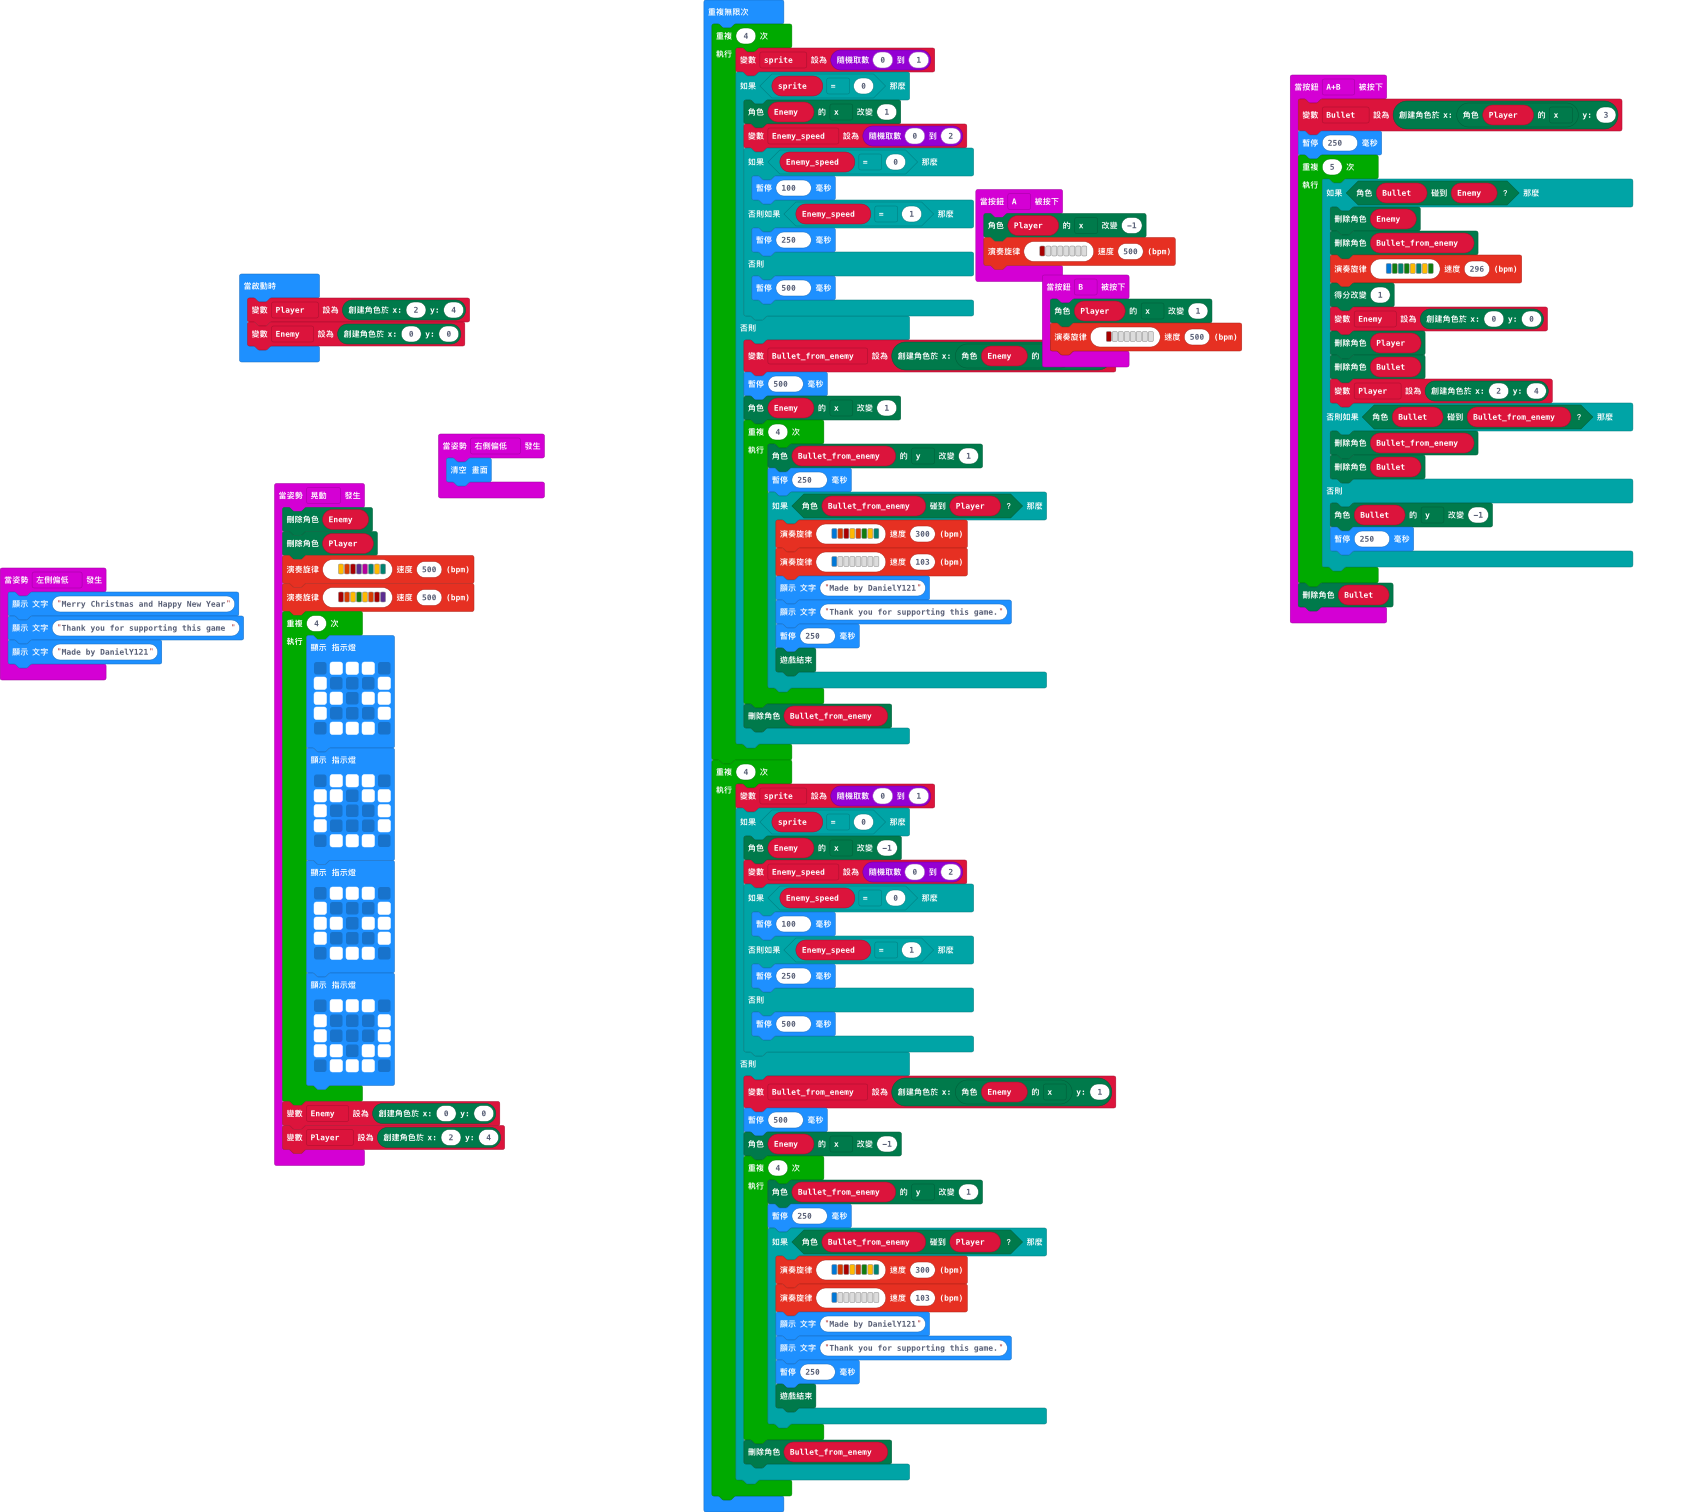 當啟動時
變數 Player 設為 創建角色於 x: 2 y: 4
變數 Enemy 設為 創建角色於 x: 0 y: 0
當姿勢 右側偏低 發生
清空 畫面
當姿勢 左側偏低 發生
顯示 文字 "Merry Christmas and Happy New Year"
顯示 文字 "Thank you for supporting this game "
顯示 文字 "Made by DanielY121"
當姿勢 晃動 發生
刪除角色 Enemy
刪除角色 Player
演奏旋律 速度 500 (bpm)
演奏旋律 速度 500 (bpm)
重複 4 次
執行
顯示 指示燈
顯示 指示燈
顯示 指示燈
顯示 指示燈
變數 Enemy 設為 創建角色於 x: 0 y: 0
變數 Player 設為 創建角色於 x: 2 y: 4
重複無限次
重複 4 次
執行
變數 sprite 設為 隨機取數 0 到 1
如果 sprite = 0 那麼
角色 Enemy 的 x 改變 1
變數 Enemy_speed 設為 隨機取數 0 到 2
如果 Enemy_speed = 0 那麼
暫停 100 毫秒
否則如果 Enemy_speed = 1 那麼
暫停 250 毫秒
否則
暫停 500 毫秒
否則
變數 Bullet_from_enemy 設為 創建角色於 x: 角色 Enemy 的
暫停 500 毫秒
角色 Enemy 的 x 改變 1
重複 4 次
執行
角色 Bullet_from_enemy 的 y 改變 1
暫停 250 毫秒
如果 角色 Bullet_from_enemy 碰到 Player ? 那麼
演奏旋律 速度 300 (bpm)
演奏旋律 速度 103 (bpm)
顯示 文字 "Made by DanielY121"
顯示 文字 "Thank you for supporting this game."
暫停 250 毫秒
遊戲結束
刪除角色 Bullet_from_enemy
重複 4 次
執行
變數 sprite 設為 隨機取數 0 到 1
如果 sprite = 0 那麼
角色 Enemy 的 x 改變 -1
變數 Enemy_speed 設為 隨機取數 0 到 2
如果 Enemy_speed = 0 那麼
暫停 100 毫秒
否則如果 Enemy_speed = 1 那麼
暫停 250 毫秒
否則
暫停 500 毫秒
否則
變數 Bullet_from_enemy 設為 創建角色於 x: 角色 Enemy 的 x y: 1
暫停 500 毫秒
角色 Enemy 的 x 改變 -1
重複 4 次
執行
角色 Bullet_from_enemy 的 y 改變 1
暫停 250 毫秒
如果 角色 Bullet_from_enemy 碰到 Player ? 那麼
演奏旋律 速度 300 (bpm)
演奏旋律 速度 103 (bpm)
顯示 文字 "Made by DanielY121"
顯示 文字 "Thank you for supporting this game."
暫停 250 毫秒
遊戲結束
刪除角色 Bullet_from_enemy
當按鈕 A 被按下
角色 Player 的 x 改變 -1
演奏旋律 速度 500 (bpm)
當按鈕 B 被按下
角色 Player 的 x 改變 1
演奏旋律 速度 500 (bpm)
當按鈕 A+B 被按下
變數 Bullet 設為 創建角色於 x: 角色 Player 的 x y: 3
暫停 250 毫秒
重複 5 次
執行
如果 角色 Bullet 碰到 Enemy ? 那麼
刪除角色 Enemy
刪除角色 Bullet_from_enemy
演奏旋律 速度 296 (bpm)
得分改變 1
變數 Enemy 設為 創建角色於 x: 0 y: 0
刪除角色 Player
刪除角色 Bullet
變數 Player 設為 創建角色於 x: 2 y: 4
否則如果 角色 Bullet 碰到 Bullet_from_enemy ? 那麼
刪除角色 Bullet_from_enemy
刪除角色 Bullet
否則
角色 Bullet 的 y 改變 -1
暫停 250 毫秒
刪除角色 Bullet